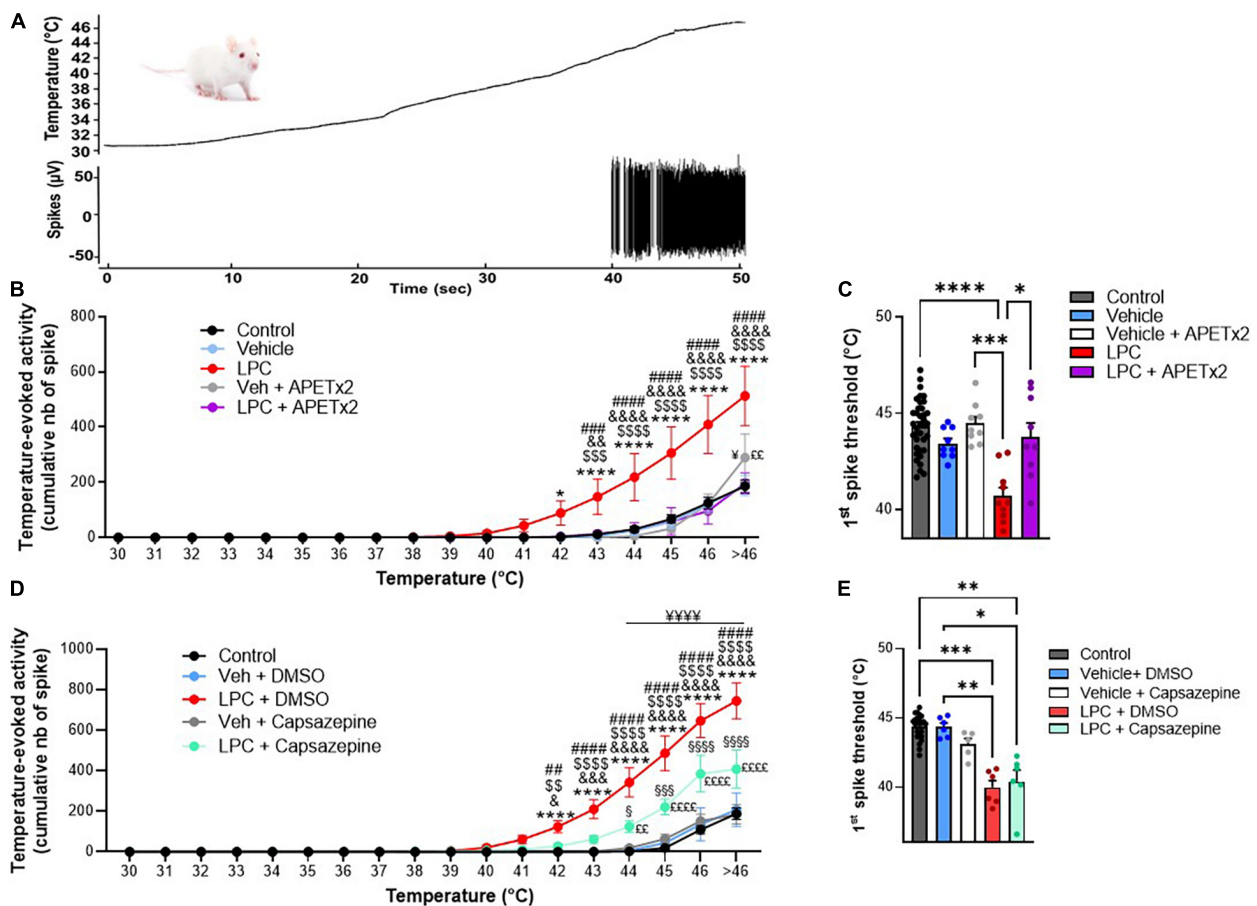 A
Temperature (°C)
46
44
42
40
38
36
34
32
30
Spikes (µV)
50
0
-50
0 10 20 30 40 50
Time (sec)
B
Temperature-evoked activity
(cumulative nb of spike)
800
600
400
200
0
Control
Vehicle
LPC
Veh + APETx2
LPC + APETx2
*
###
&&
$$$
****
####
&&&&
$$$$
****
####
&&&&
$$$$
****
####
&&&&
$$$$
****
####
&&&&
$$$$
****
¥ ££
30 31 32 33 34 35 36 37 38 39 40 41 42 43 44 45 46 >46
Temperature (°C)
C
1st spike threshold (°C)
50
45
40
**** *
***
Control
Vehicle
Vehicle + APETx2
LPC
LPC + APETx2
D
Temperature-evoked activity
(cumulative nb of spike)
1000
800
600
400
200
0
Control
Veh + DMSO
LPC + DMSO
Veh + Capsazepine
LPC + Capsazepine
¥¥¥¥
##
$$
&
****
####
$$$$
&&&
****
####
$$$$
&&&&
****
####
$$$$
&&&&
****
####
$$$$
&&&&
****
####
$$$$
&&&&
****
§
££
§§§
££££
§§§§
££££
§§§§
££££
30 31 32 33 34 35 36 37 38 39 40 41 42 43 44 45 46 >46
Temperature (°C)
E
1st spike threshold (°C)
50
45
40
**
*
***
**
Control
Vehicle+ DMSO
Vehicle + Capsazepine
LPC + DMSO
LPC + Capsazepine